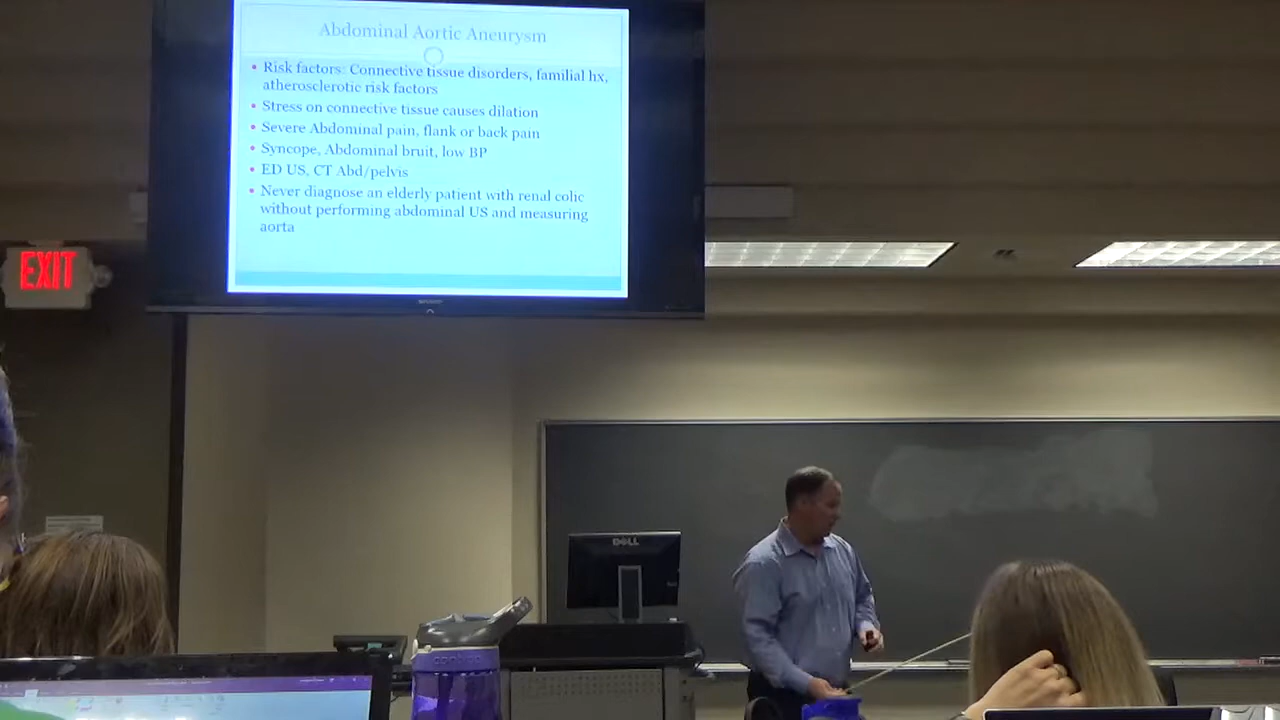 Abdominal Aortic Aneurysm
Risk factors: Connective tissue disorders, familial hx,
atherosclerotic risk factors
Stress on connective tissue causes dilation
Severe Abdominal pain, flank or back pain
Syncope, Abdominal bruit, low BP
ED US, CT Abd/pelvis
Never diagnose an elderly patient with renal colic
without performing abdominal US and measuring
aorta
EXIT
SHARP
DELL